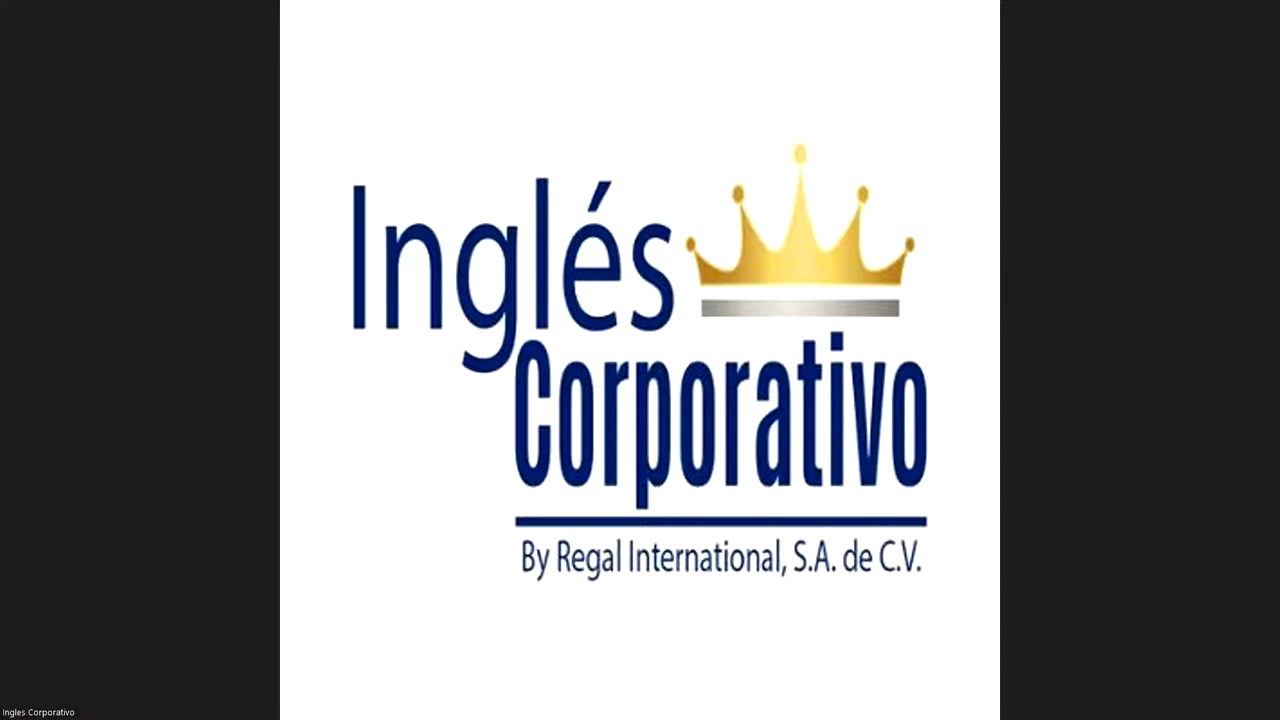 Inglés
Corporativo
By Regal International, S.A. de C.V.
Ingles Corporativo